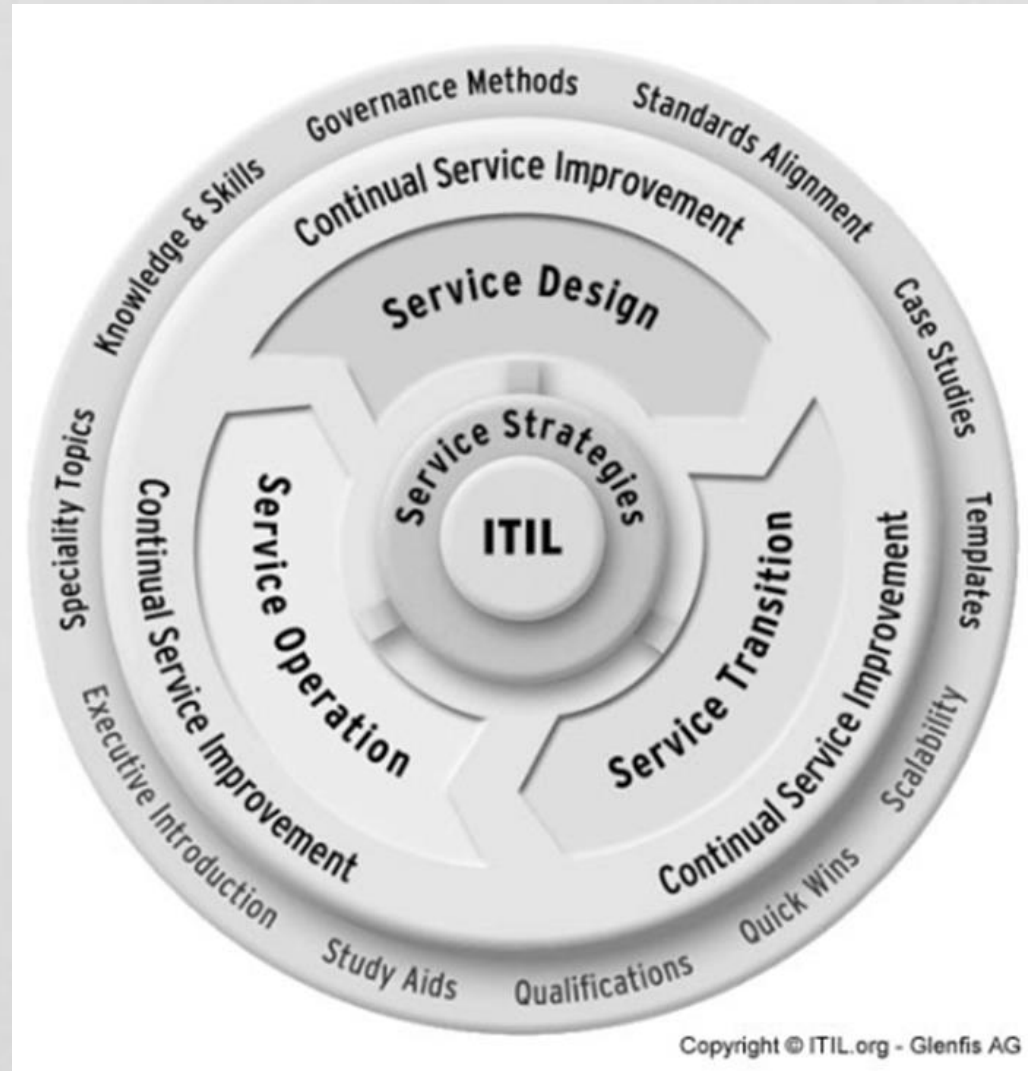 Governance Methods
Standards Alignment
Case Studies
Templates
Scalability
Quick Wins
Qualifications
Study Aids
Executive Introduction
Speciality Topics
Knowledge & Skills
Continual Service Improvement
Continual Service Improvement
Continual Service Improvement
Service Design
Service Transition
Service Operation
Service Strategies
ITIL
Copyright © ITIL.org - Glenfis AG